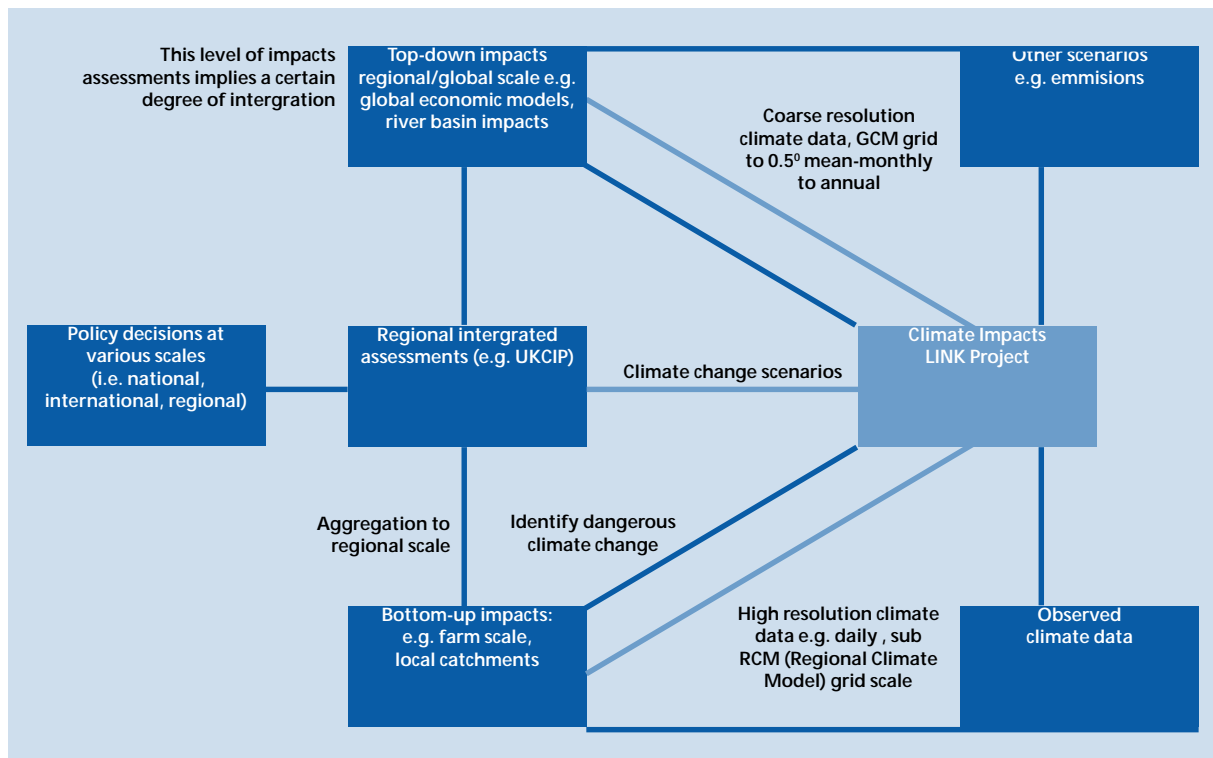 This level of impacts
assessments implies a certain
degree of intergration
Top-down impacts
regional/global scale e.g.
global economic models,
river basin impacts
Other scenarios
e.g. emmisions
Coarse resolution
climate data, GCM grid
to 0.5⁰ mean-monthly
to annual
Policy decisions at
various scales
(i.e. national,
international, regional)
Regional intergrated
assessments (e.g. UKCIP)
Climate change scenarios
Climate Impacts
LINK Project
Aggregation to
regional scale
Identify dangerous
climate change
Bottom-up impacts:
e.g. farm scale,
local catchments
High resolution climate
data e.g. daily , sub
RCM (Regional Climate
Model) grid scale
Observed
climate data